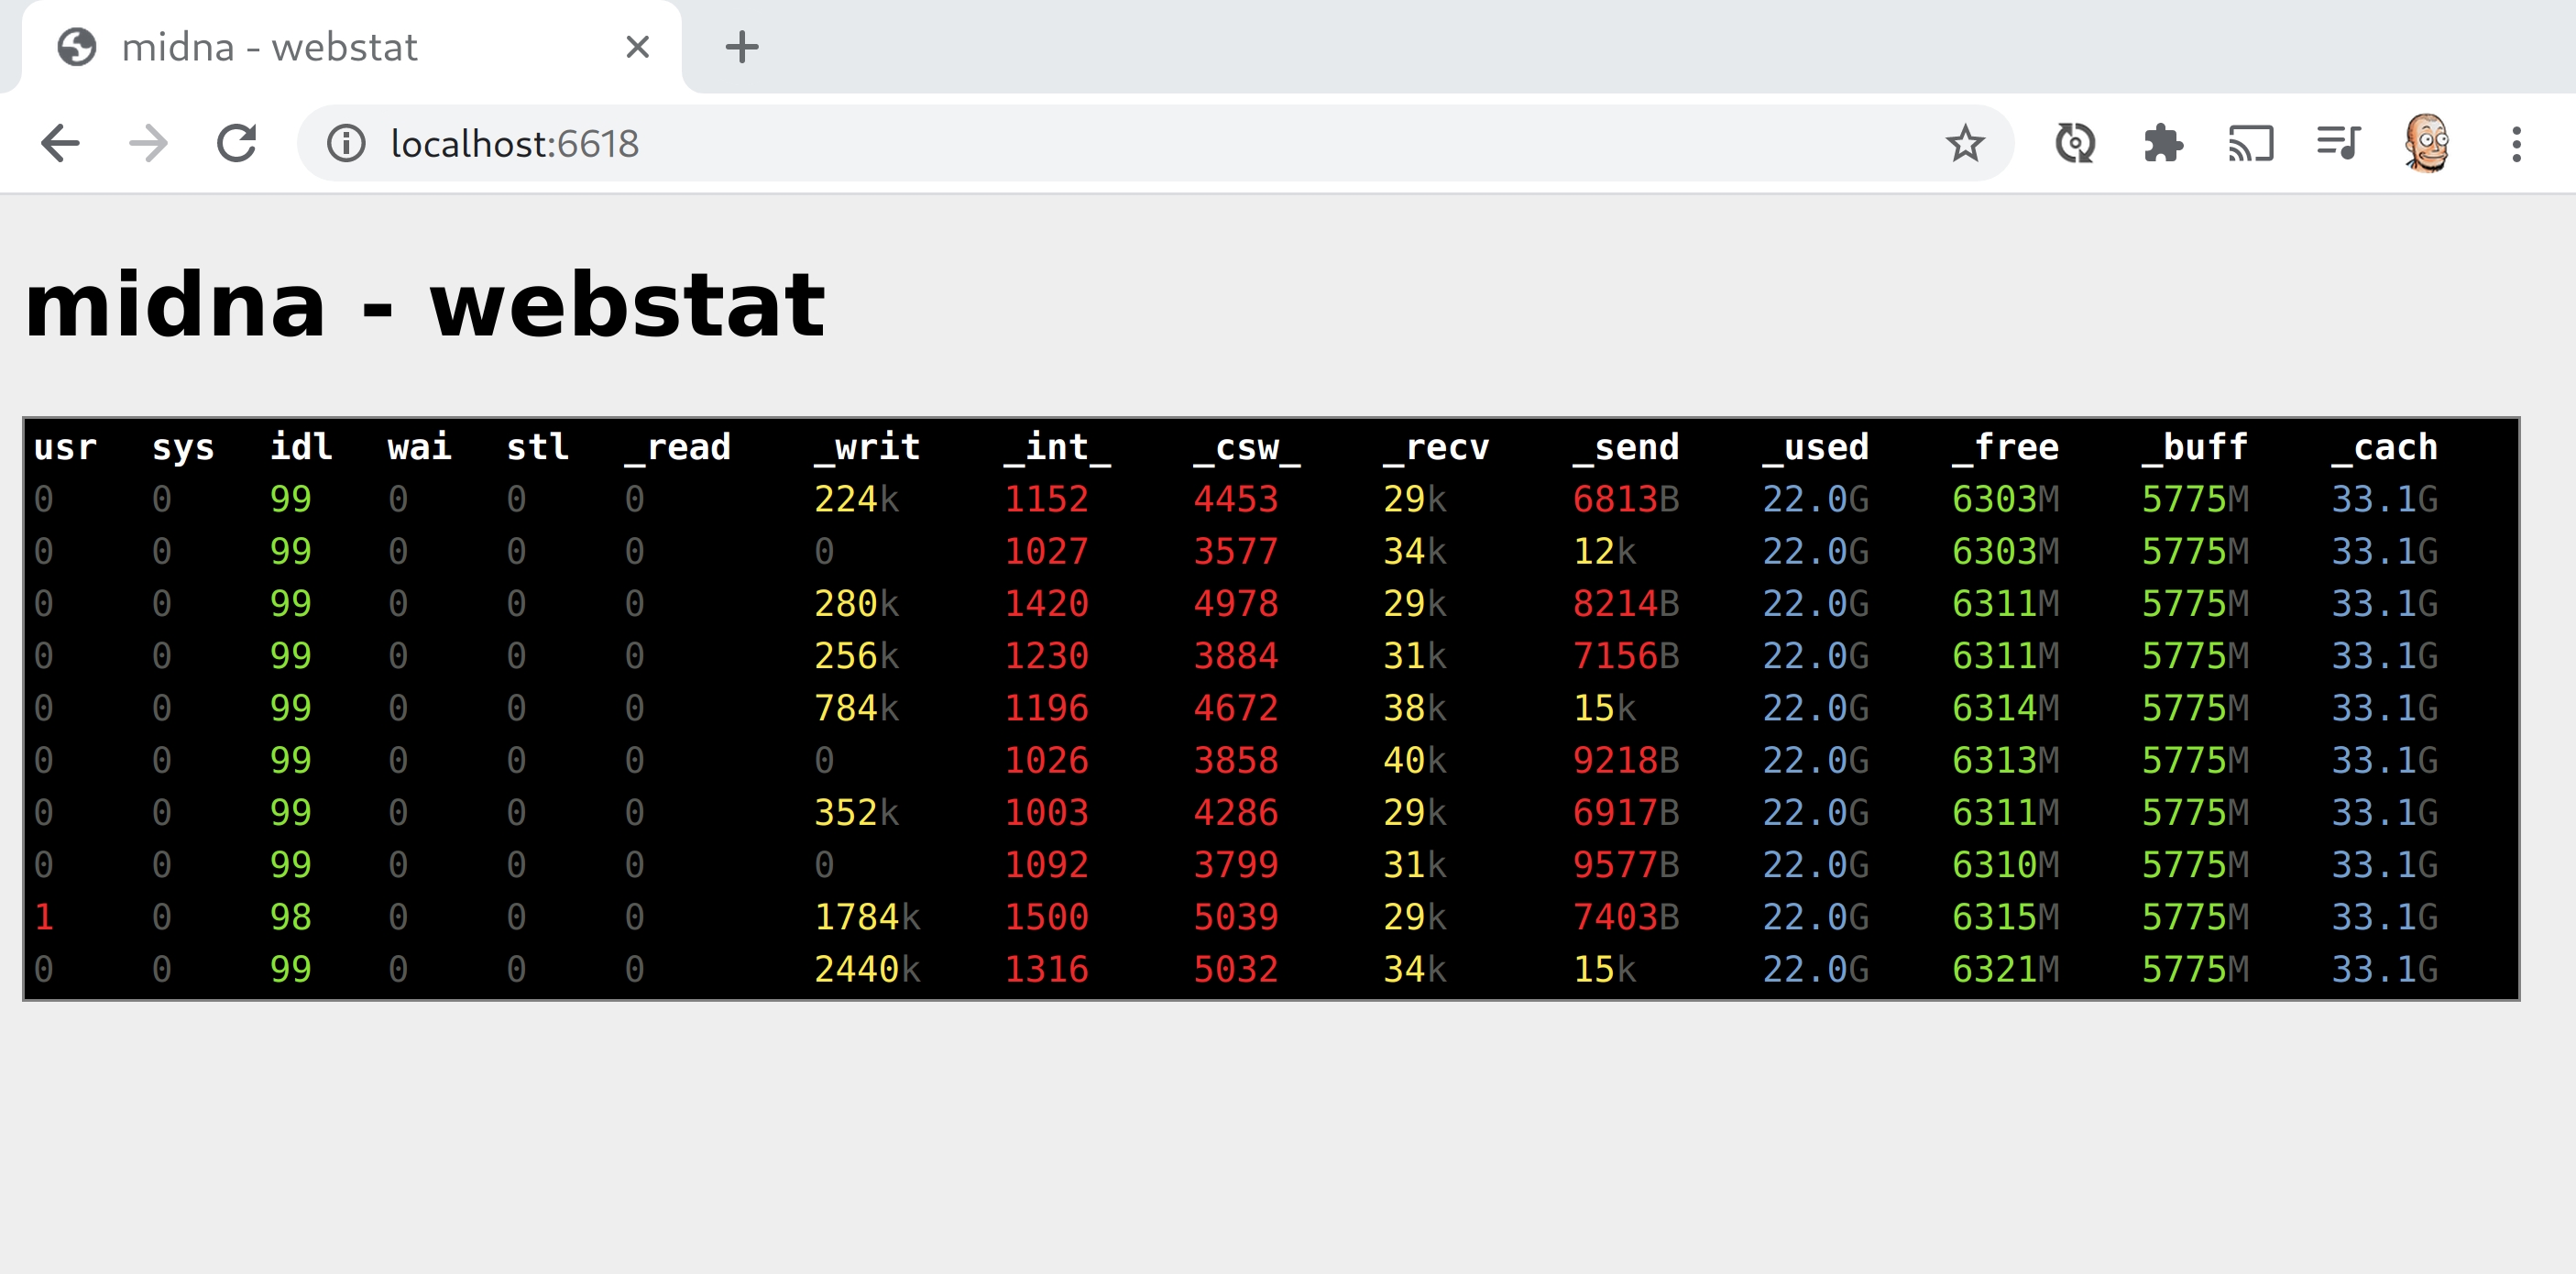 midna - webstat
localhost:6618
midna - webstat
usr sys idl wai stl _read _writ _int_ _csw_ _recv _send _used _free _buff _cach
0 0 99 0 0 0 224k 1152 4453 29k 6813B 22.0G 6303M 5775M 33.1G
0 0 99 0 0 0 0 1027 3577 34k 12k 22.0G 6303M 5775M 33.1G
0 0 99 0 0 0 280k 1420 4978 29k 8214B 22.0G 6311M 5775M 33.1G
0 0 99 0 0 0 256k 1230 3884 31k 7156B 22.0G 6311M 5775M 33.1G
0 0 99 0 0 0 784k 1196 4672 38k 15k 22.0G 6314M 5775M 33.1G
0 0 99 0 0 0 0 1026 3858 40k 9218B 22.0G 6313M 5775M 33.1G
0 0 99 0 0 0 352k 1003 4286 29k 6917B 22.0G 6311M 5775M 33.1G
0 0 99 0 0 0 0 1092 3799 31k 9577B 22.0G 6310M 5775M 33.1G
1 0 98 0 0 0 1784k 1500 5039 29k 7403B 22.0G 6315M 5775M 33.1G
0 0 99 0 0 0 2440k 1316 5032 34k 15k 22.0G 6321M 5775M 33.1G